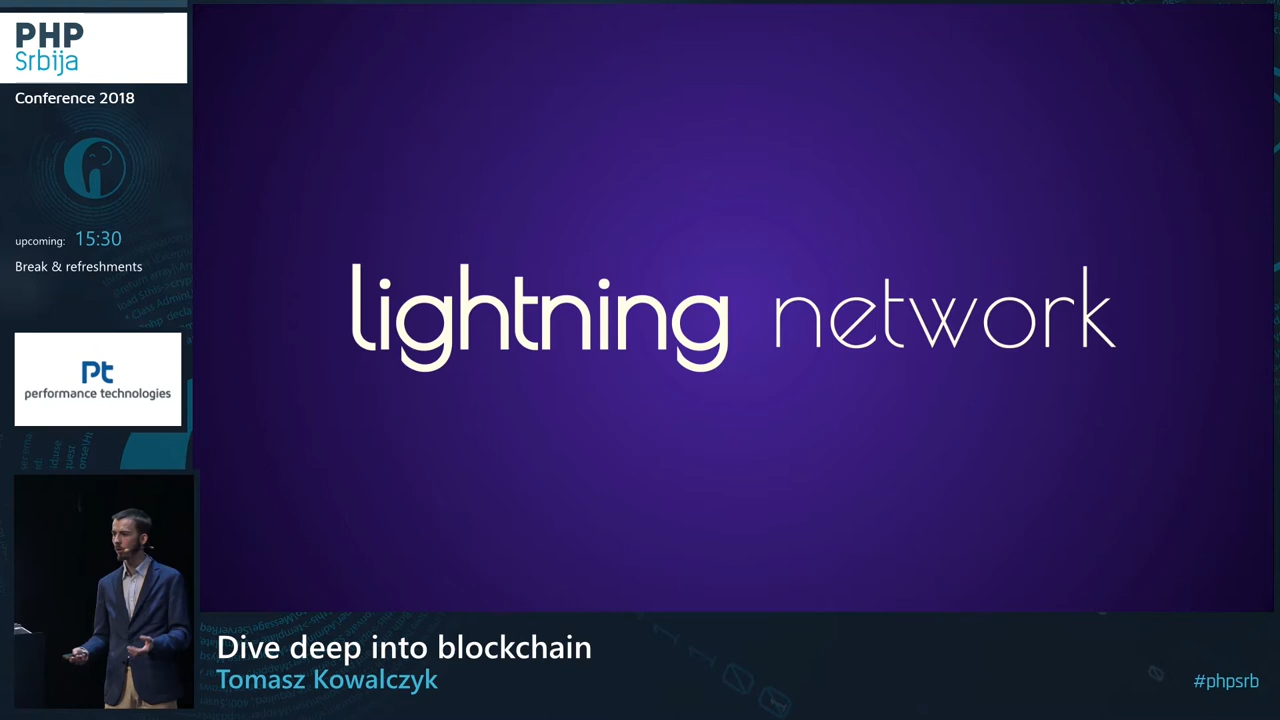 PHP
Srbija
Conference 2018
upcoming: 15:30
Break & refreshments
Pt
performance technologies
lightning network
Dive deep into blockchain
Tomasz Kowalczyk
#phpsrb